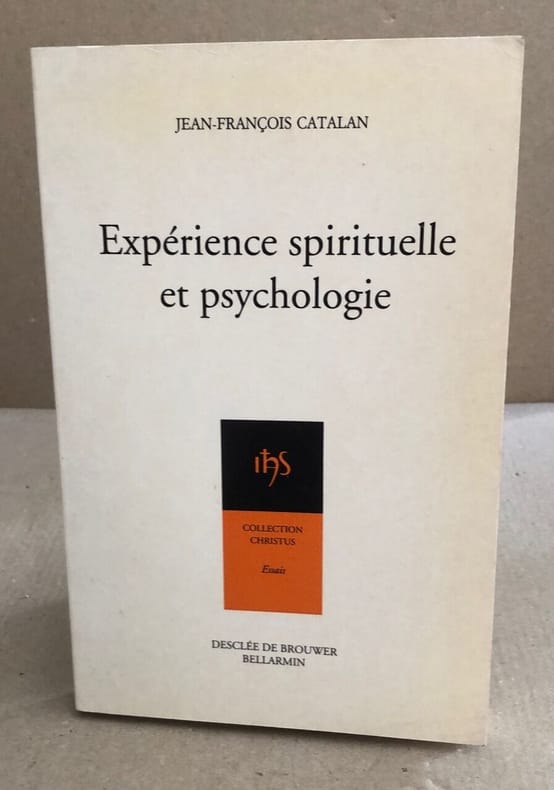 JEAN-FRANÇOIS CATALAN
Expérience spirituelle
et psychologie
ihs
COLLECTION
CHRISTUS
Essais
DESCLÉE DE BROUWER
BELLARMIN